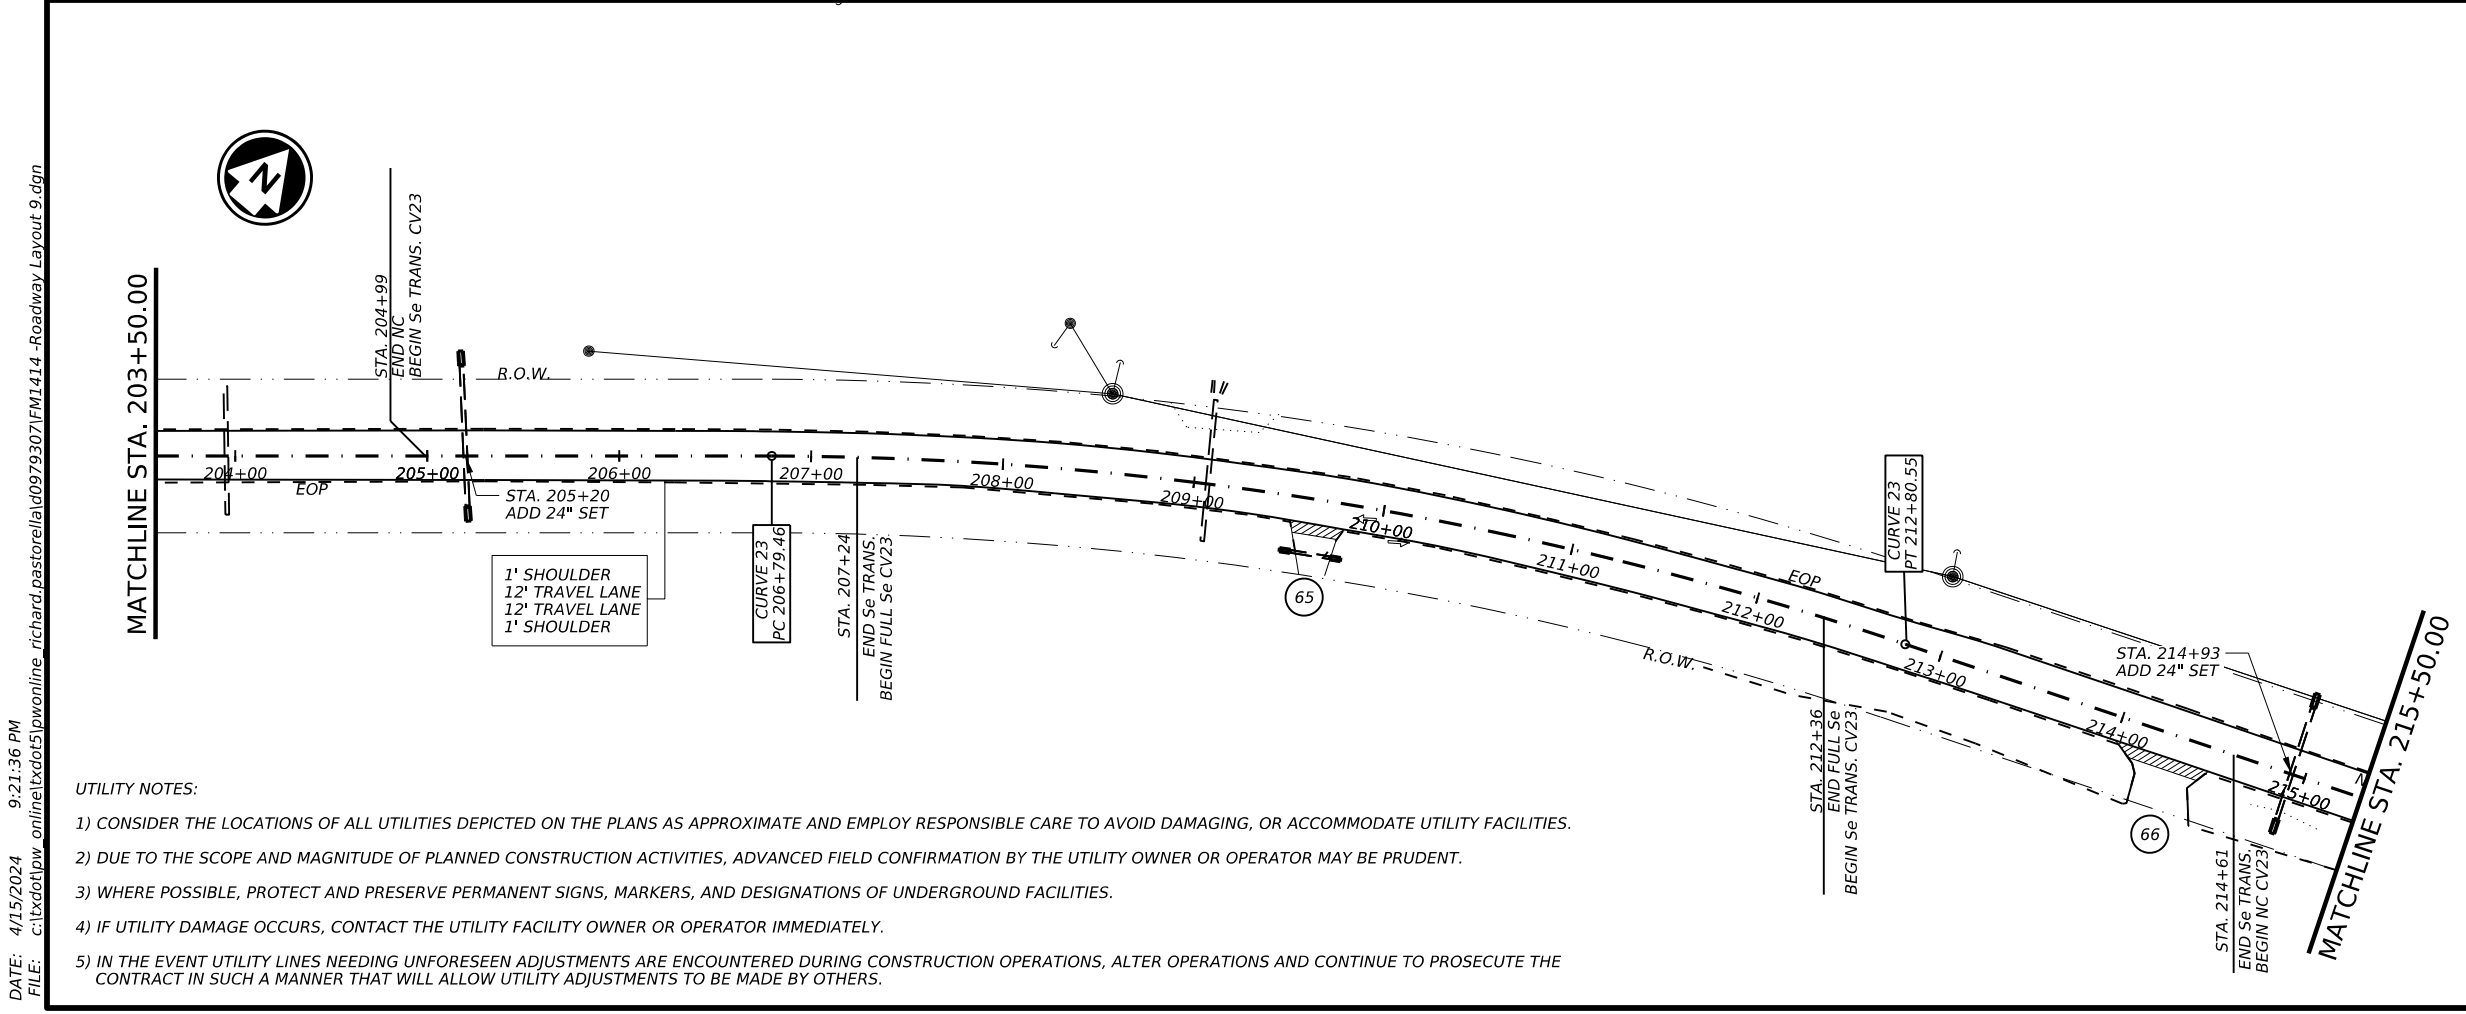 DATE: 4/15/2024 9:21:36 PM
FILE: c:\txdot\pw_online\txdot5\pwonline_richard.pastorella\d0979307\FM1414 -Roadway Layout 9.dgn
N
MATCHLINE STA. 203+50.00
STA. 204+99
END NC
BEGIN Se TRANS. CV23
R.O.W.
204+00
205+00
206+00
207+00
208+00
209+00
210+00
211+00
212+00
213+00
214+00
215+00
EOP
STA. 205+20
ADD 24" SET
1' SHOULDER
12' TRAVEL LANE
12' TRAVEL LANE
1' SHOULDER
CURVE 23
PC 206+79.46
STA. 207+24
END Se TRANS.
BEGIN FULL Se CV23
65
EOP
R.O.W.
CURVE 23
PT 212+80.55
STA. 212+36
END FULL Se
BEGIN Se TRANS. CV23
STA. 214+93
ADD 24" SET
66
STA. 214+61
END Se TRANS.
BEGIN NC CV23
N
MATCHLINE STA. 215+50.00
UTILITY NOTES:
1) CONSIDER THE LOCATIONS OF ALL UTILITIES DEPICTED ON THE PLANS AS APPROXIMATE AND EMPLOY RESPONSIBLE CARE TO AVOID DAMAGING, OR ACCOMMODATE UTILITY FACILITIES.
2) DUE TO THE SCOPE AND MAGNITUDE OF PLANNED CONSTRUCTION ACTIVITIES, ADVANCED FIELD CONFIRMATION BY THE UTILITY OWNER OR OPERATOR MAY BE PRUDENT.
3) WHERE POSSIBLE, PROTECT AND PRESERVE PERMANENT SIGNS, MARKERS, AND DESIGNATIONS OF UNDERGROUND FACILITIES.
4) IF UTILITY DAMAGE OCCURS, CONTACT THE UTILITY FACILITY OWNER OR OPERATOR IMMEDIATELY.
5) IN THE EVENT UTILITY LINES NEEDING UNFORESEEN ADJUSTMENTS ARE ENCOUNTERED DURING CONSTRUCTION OPERATIONS, ALTER OPERATIONS AND CONTINUE TO PROSECUTE THE
CONTRACT IN SUCH A MANNER THAT WILL ALLOW UTILITY ADJUSTMENTS TO BE MADE BY OTHERS.